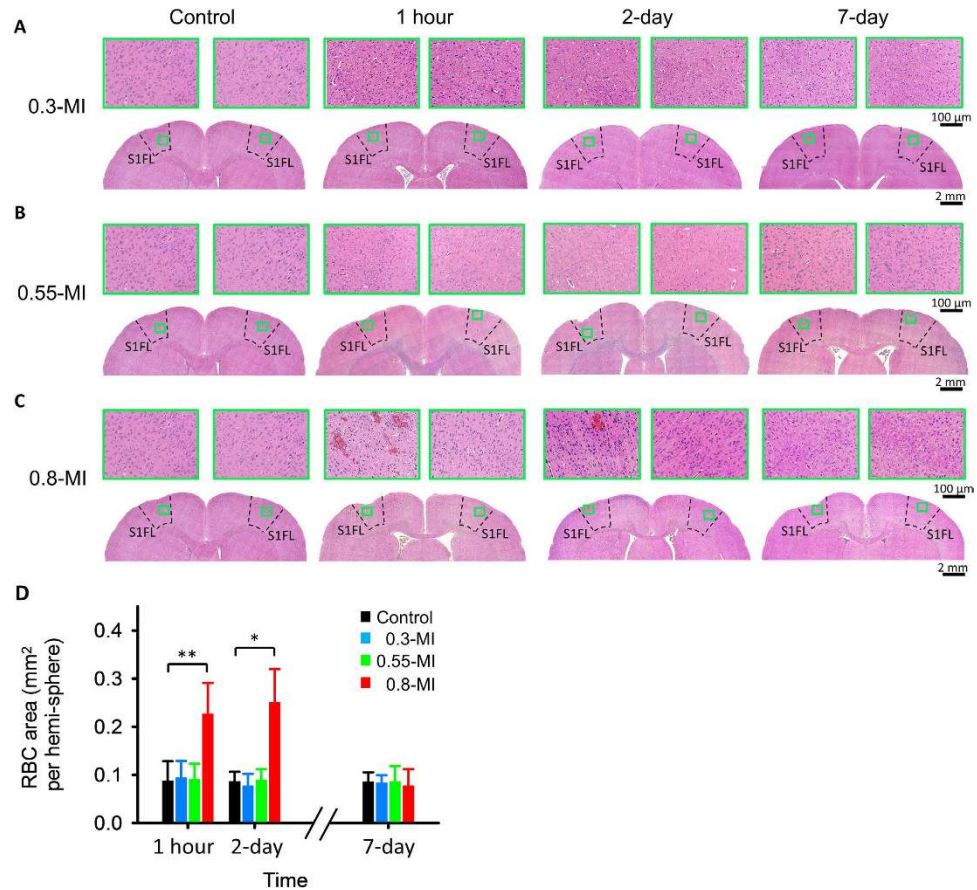 Control 1 hour 2-day 7-day
A
0.3-MI
100 µm
S1FL S1FL S1FL S1FL S1FL S1FL S1FL S1FL
2 mm
B
0.55-MI
100 µm
S1FL S1FL S1FL S1FL S1FL S1FL S1FL S1FL
2 mm
C
0.8-MI
100 µm
S1FL S1FL S1FL S1FL S1FL S1FL S1FL S1FL
2 mm
D
RBC area (mm²
per hemi-sphere)
0.4
0.3
0.2
0.1
0.0
** *
Control
0.3-MI
0.55-MI
0.8-MI
1 hour 2-day 7-day
Time